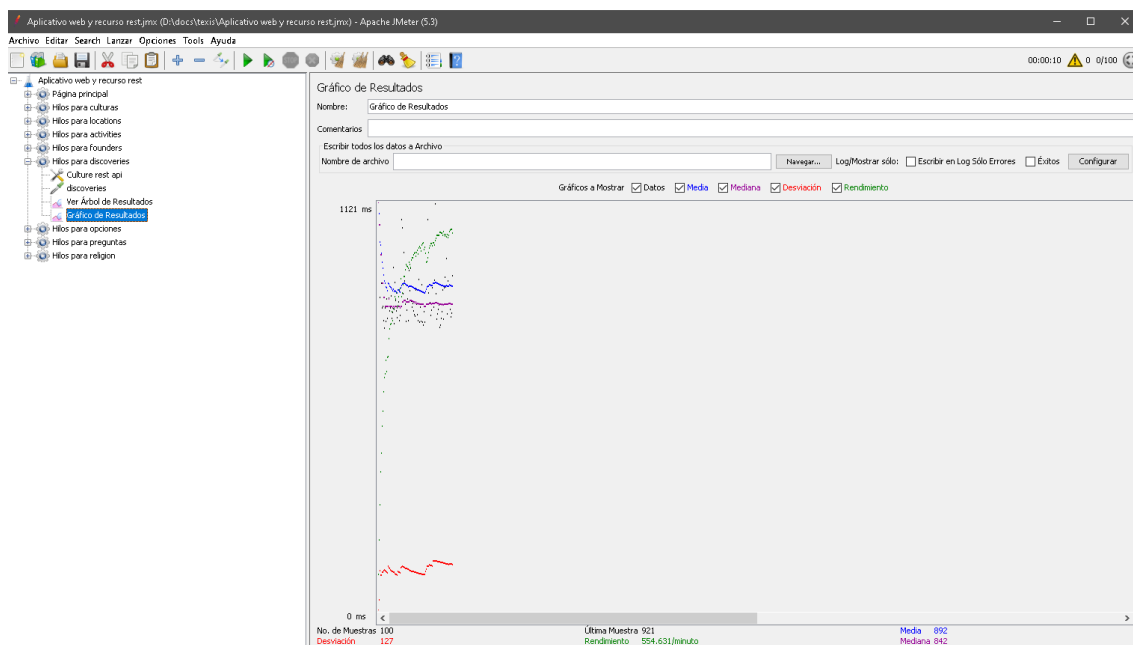 Aplicativo web y recurso rest.jmx (D:\docs\texis\Aplicativo web y recurso rest.jmx) - Apache JMeter (5.3)
Archivo Editar Search Lanzar Opciones Tools Ayuda
00:00:10 0 0/100
Aplicativo web y recurso rest
Página principal
Hilos para culturas
Hilos para locations
Hilos para activities
Hilos para founders
Hilos para discoveries
Culture rest api
discoveries
Ver Árbol de Resultados
Gráfico de Resultados
Hilos para opciones
Hilos para preguntas
Hilos para religion
Gráfico de Resultados
Nombre: Gráfico de Resultados
Comentarios
Escribir todos los datos a Archivo
Nombre de archivo Navegar... Log/Mostrar sólo: Escribir en Log Sólo Errores Éxitos Configurar
Gráficos a Mostrar Datos Media Mediana Desviación Rendimiento
1121 ms
0 ms
No. de Muestras 100 Última Muestra 921 Media 892
Desviación 127 Rendimiento 554.631/minuto Mediana 842